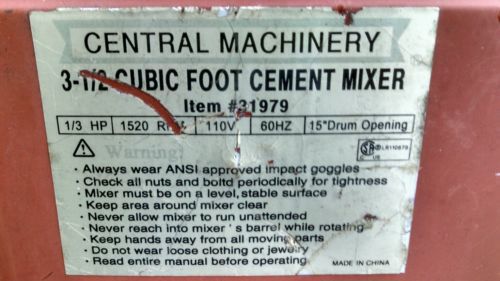 CENTRAL MACHINERY
3-1/2 CUBIC FOOT CEMENT MIXER
Item #31979
1/3 HP 1520 RPM 110V 60HZ 15"Drum Opening
Warning:
· Always wear ANSI approved impact goggles
· Check all nuts and boltd periodically for tightness
· Mixer must be on a level, stable surface
· Keep area around mixer clear
· Never allow mixer to run unattended
· Never reach into mixer's barrel while rotating
· Keep hands away from all moving parts
· Do not wear loose clothing or jewelry
· Read entire manual before operating
MADE IN CHINA